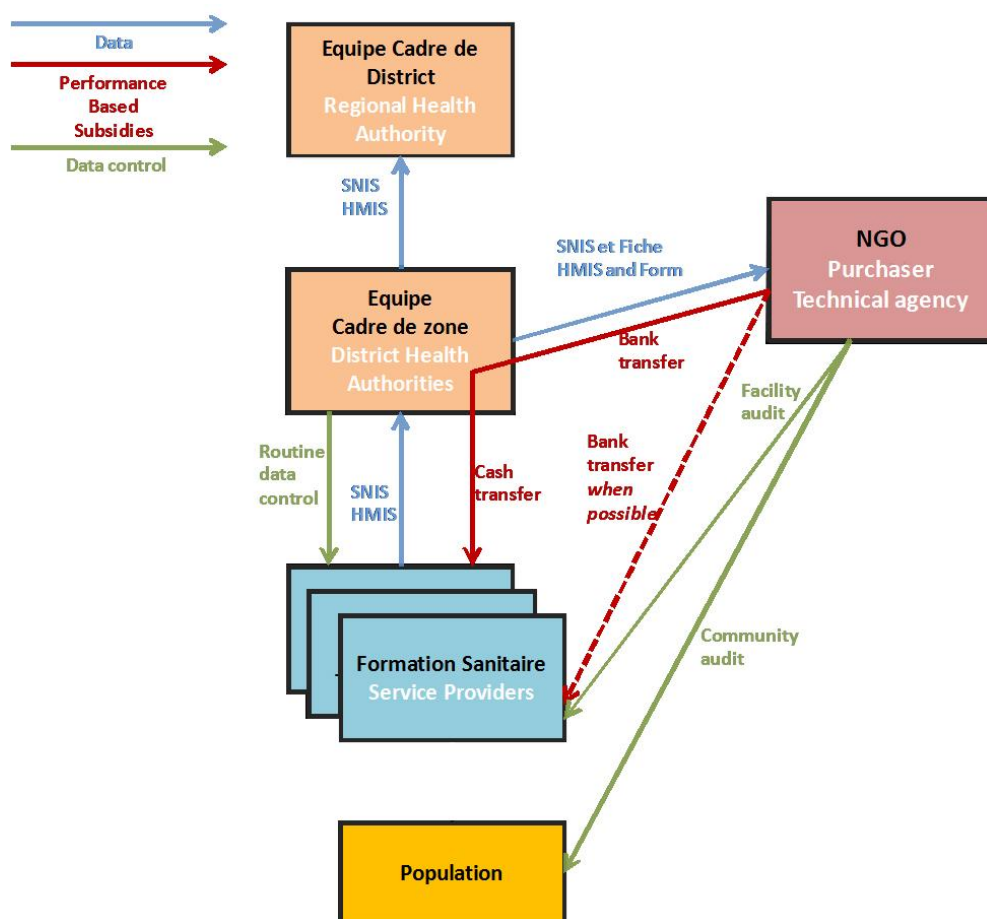 Data
Performance
Based
Subsidies
Data control
Equipe Cadre de
District
Regional Health
Authority
SNIS
HMIS
SNIS et Fiche
HMIS and Form
NGO
Purchaser
Technical agency
Equipe
Cadre de zone
District Health
Authorities
Bank
transfer
Facility
audit
Routine
data
control
SNIS
HMIS
Cash
transfer
Bank
transfer
when
possible
Community
audit
Formation Sanitaire
Service Providers
Population